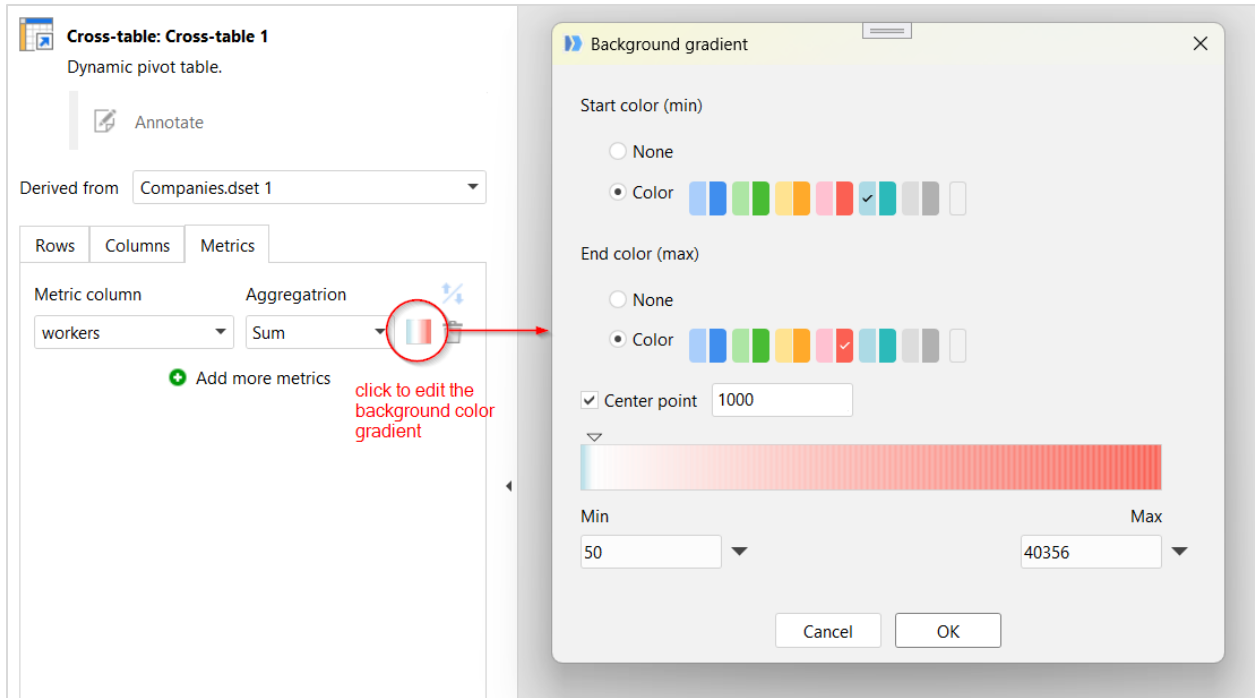 Cross-table: Cross-table 1
Dynamic pivot table.
Annotate
Derived from Companies.dset 1
Rows Columns Metrics
Metric column Aggregatrion
workers Sum
Add more metrics
click to edit the
background color
gradient
Background gradient
Start color (min)
None
Color
End color (max)
None
Color
Center point 1000
Min Max
50 40356
Cancel OK